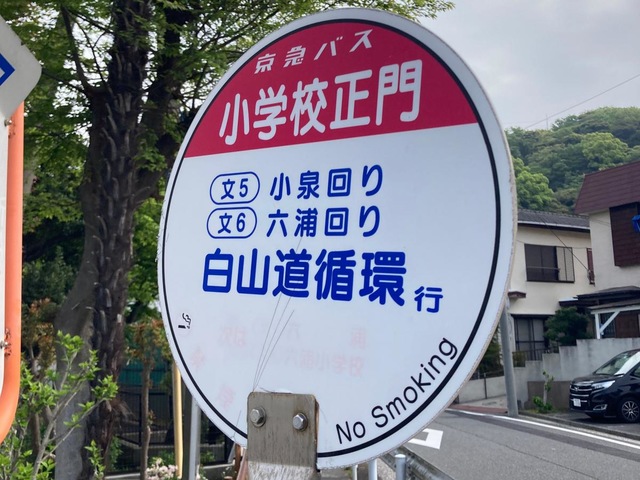 京急バス
小学校正門
文5 小泉回り
文6 六浦回り
白山道循環行
No Smoking